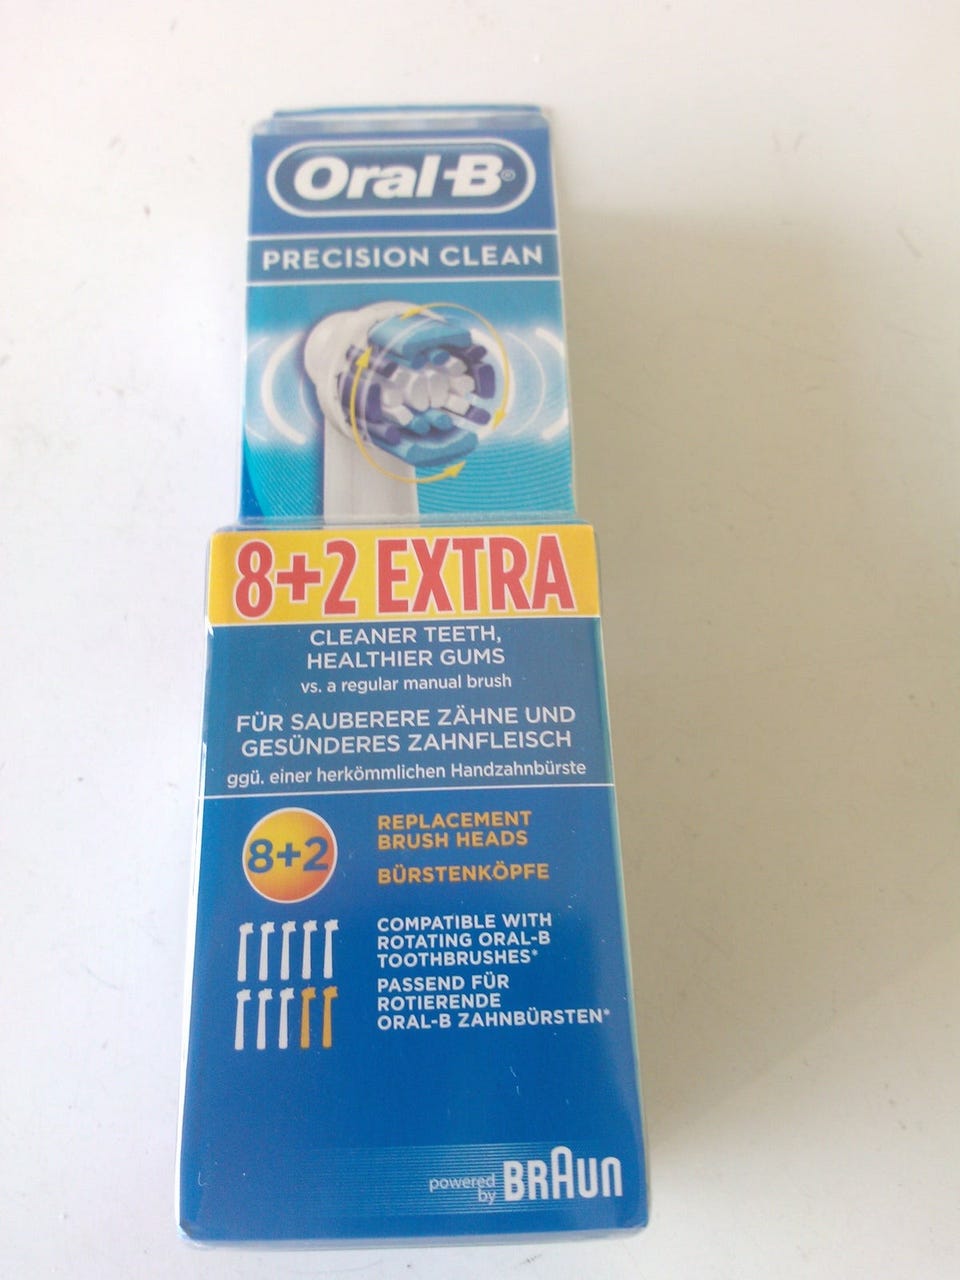 Oral-B®
PRECISION CLEAN
8+2 EXTRA
CLEANER TEETH,
HEALTHIER GUMS
vs. a regular manual brush
FÜR SAUBERERE ZÄHNE UND
GESÜNDERES ZAHNFLEISCH
ggü. einer herkömmlichen Handzahnbürste
8+2
REPLACEMENT
BRUSH HEADS
BÜRSTENKÖPFE
COMPATIBLE WITH
ROTATING ORAL-B
TOOTHBRUSHES*
PASSEND FÜR
ROTIERENDE
ORAL-B ZAHNBÜRSTEN*
powered
by
BRAUN